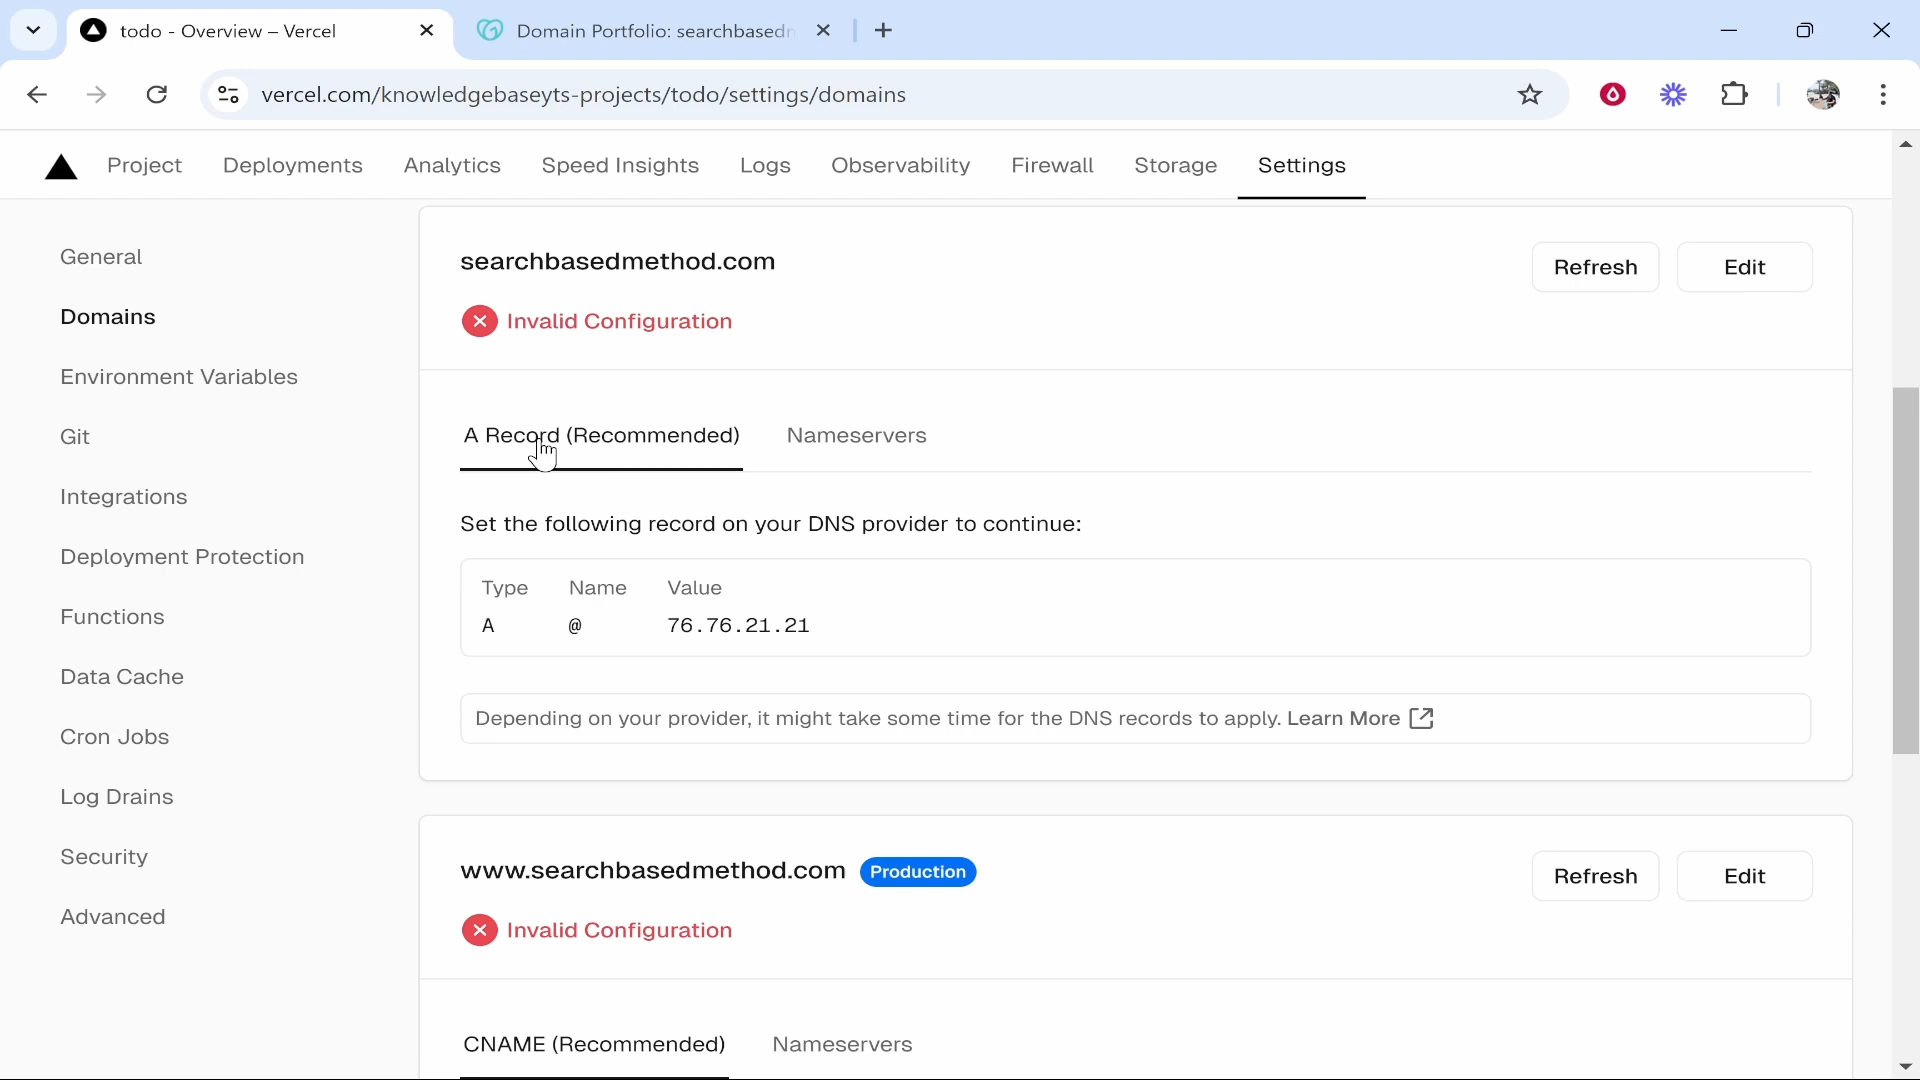 todo - Overview – Vercel
Domain Portfolio: searchbasedn
vercel.com/knowledgebaseyts-projects/todo/settings/domains
Project Deployments Analytics Speed Insights Logs Observability Firewall Storage Settings
General
Domains
Environment Variables
Git
Integrations
Deployment Protection
Functions
Data Cache
Cron Jobs
Log Drains
Security
Advanced
searchbasedmethod.com
Refresh Edit
Invalid Configuration
A Record (Recommended) Nameservers
Set the following record on your DNS provider to continue:
Type Name Value
A @ 76.76.21.21
Depending on your provider, it might take some time for the DNS records to apply. Learn More
www.searchbasedmethod.com Production
Refresh Edit
Invalid Configuration
CNAME (Recommended) Nameservers